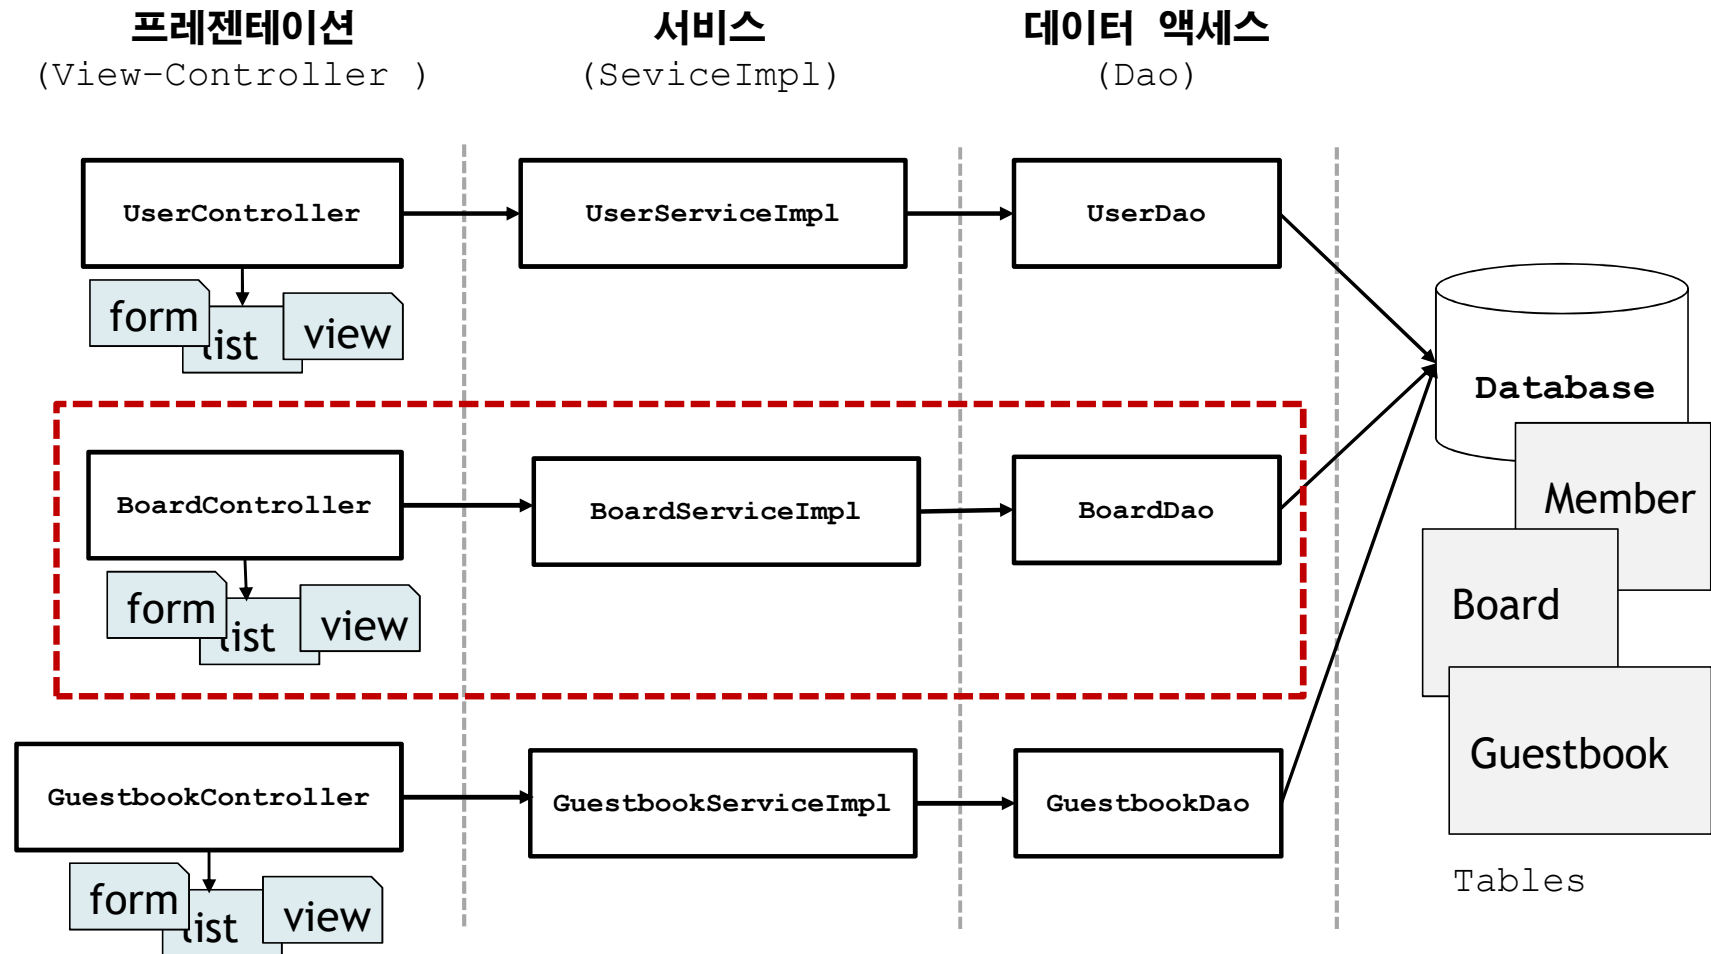 프레젠테이션 서비스 데이터 액세스
(View-Controller ) (SeviceImpl) (Dao)
UserController UserServiceImpl UserDao
form list view
Database
BoardController BoardServiceImpl BoardDao
Member
form list view
Board
GuestbookController GuestbookServiceImpl GuestbookDao
Guestbook
form list view
Tables